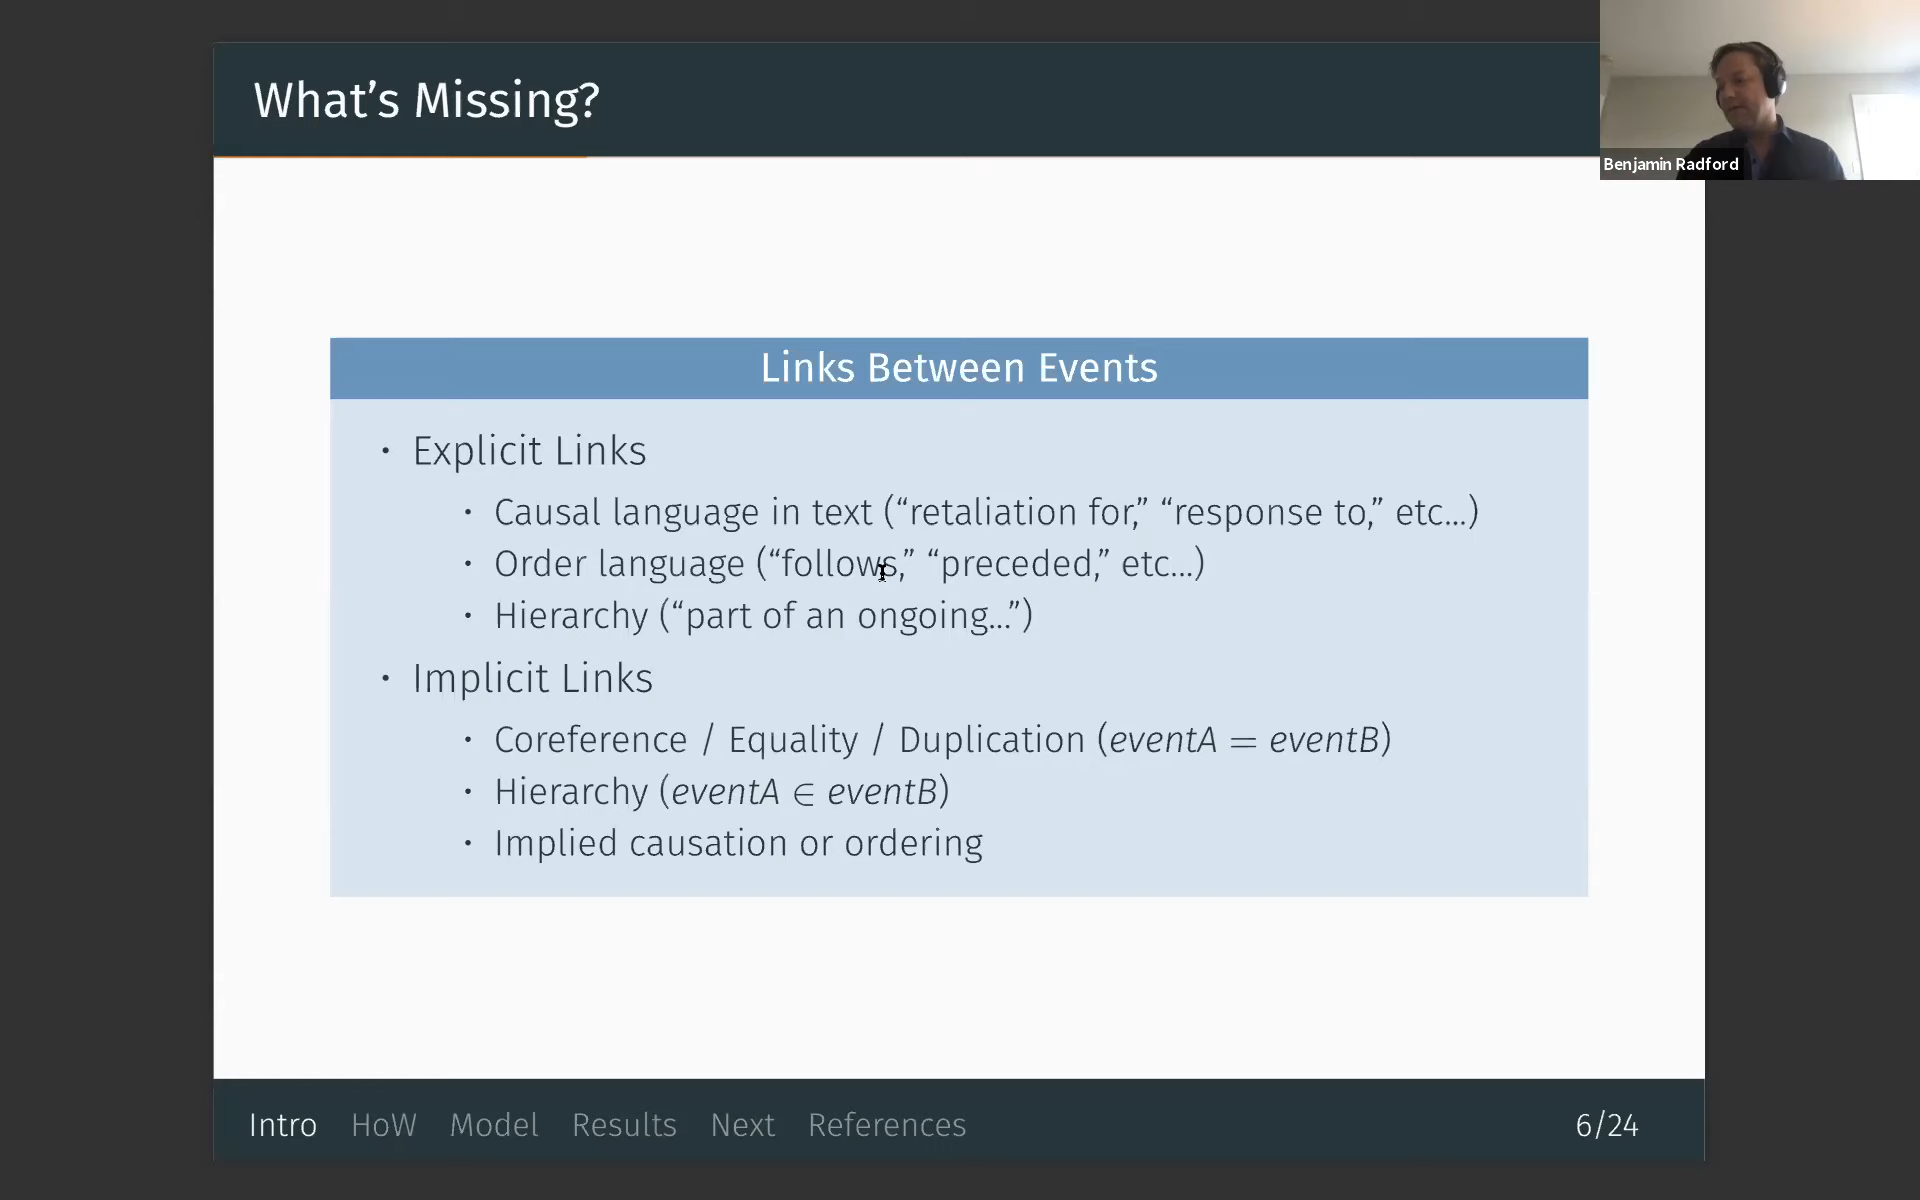 What’s Missing?
Benjamin Radford
Links Between Events
• Explicit Links
• Causal language in text (“retaliation for,” “response to,” etc...)
• Order language (“follows,” “preceded,” etc...)
• Hierarchy (“part of an ongoing...”)
• Implicit Links
• Coreference / Equality / Duplication (eventA = eventB)
• Hierarchy (eventA ∈ eventB)
• Implied causation or ordering
Intro HoW Model Results Next References 6/24